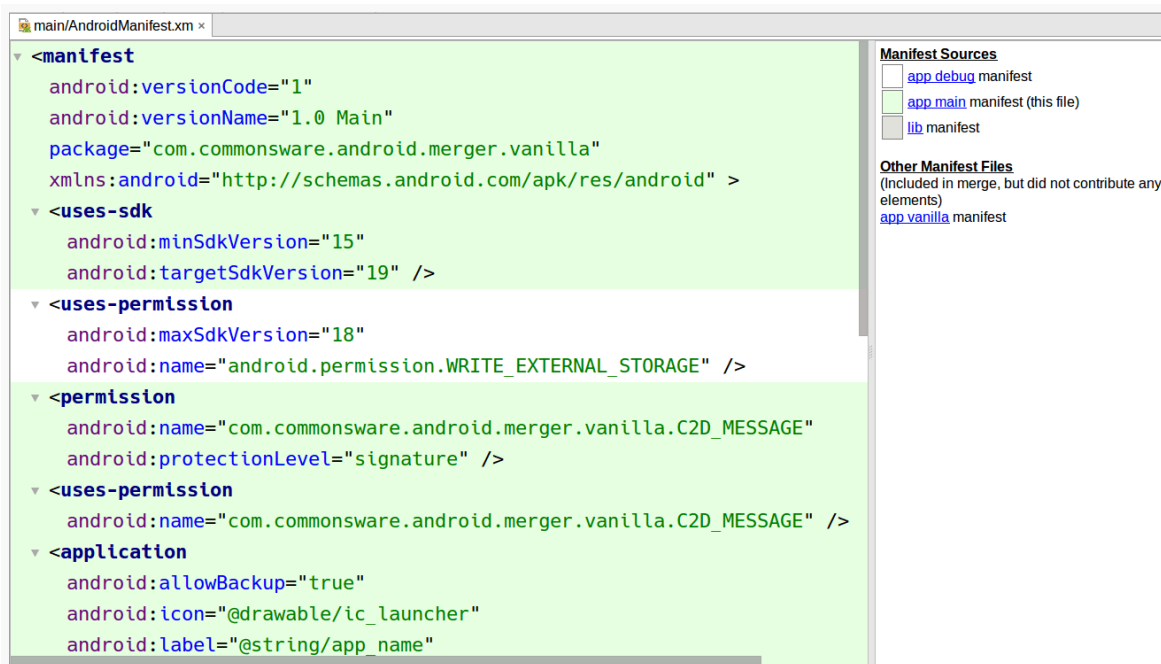 main/AndroidManifest.xm ×
<manifest
android:versionCode="1"
android:versionName="1.0 Main"
package="com.commonsware.android.merger.vanilla"
xmlns:android="http://schemas.android.com/apk/res/android" >
<uses-sdk
android:minSdkVersion="15"
android:targetSdkVersion="19" />
<uses-permission
android:maxSdkVersion="18"
android:name="android.permission.WRITE_EXTERNAL_STORAGE" />
<permission
android:name="com.commonsware.android.merger.vanilla.C2D_MESSAGE"
android:protectionLevel="signature" />
<uses-permission
android:name="com.commonsware.android.merger.vanilla.C2D_MESSAGE" />
<application
android:allowBackup="true"
android:icon="@drawable/ic_launcher"
android:label="@string/app_name"
Manifest Sources
app debug manifest
app main manifest (this file)
lib manifest
Other Manifest Files
(Included in merge, but did not contribute any
elements)
app vanilla manifest